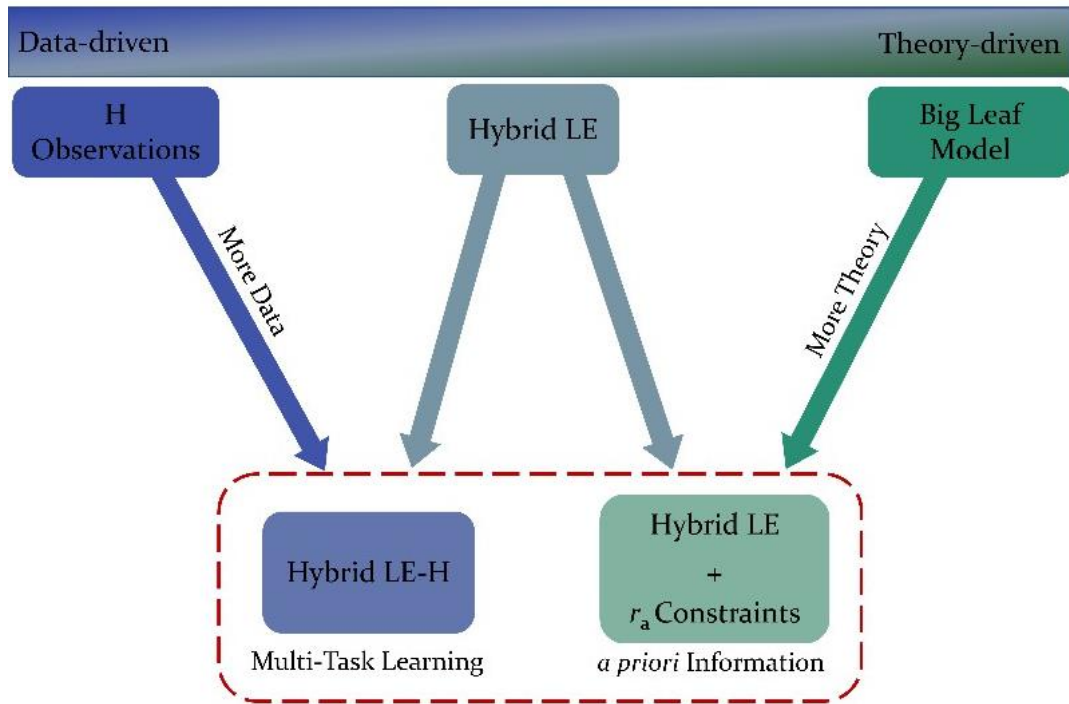 Data-driven
Theory-driven
H
Observations
Hybrid LE
Big Leaf
Model
More Data
More Theory
Hybrid LE-H
Hybrid LE
+
rₐ Constraints
Multi-Task Learning
a priori Information